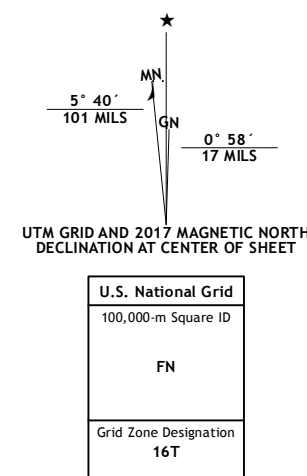 MN.
5° 40´
101 MILS
GN
0° 58´
17 MILS
UTM GRID AND 2017 MAGNETIC NORTH
DECLINATION AT CENTER OF SHEET
U.S. National Grid
100,000-m Square ID
FN
Grid Zone Designation
16T